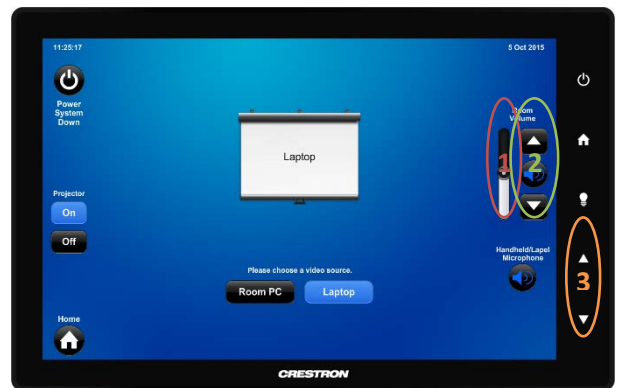 11:25:17
5 Oct 2015
Power
System
Down
Room
Volume
1
2
Laptop
Projector
On
Off
Handheld/Lapel
Microphone
3
Please choose a video source.
Room PC
Laptop
Home
CRESTRON